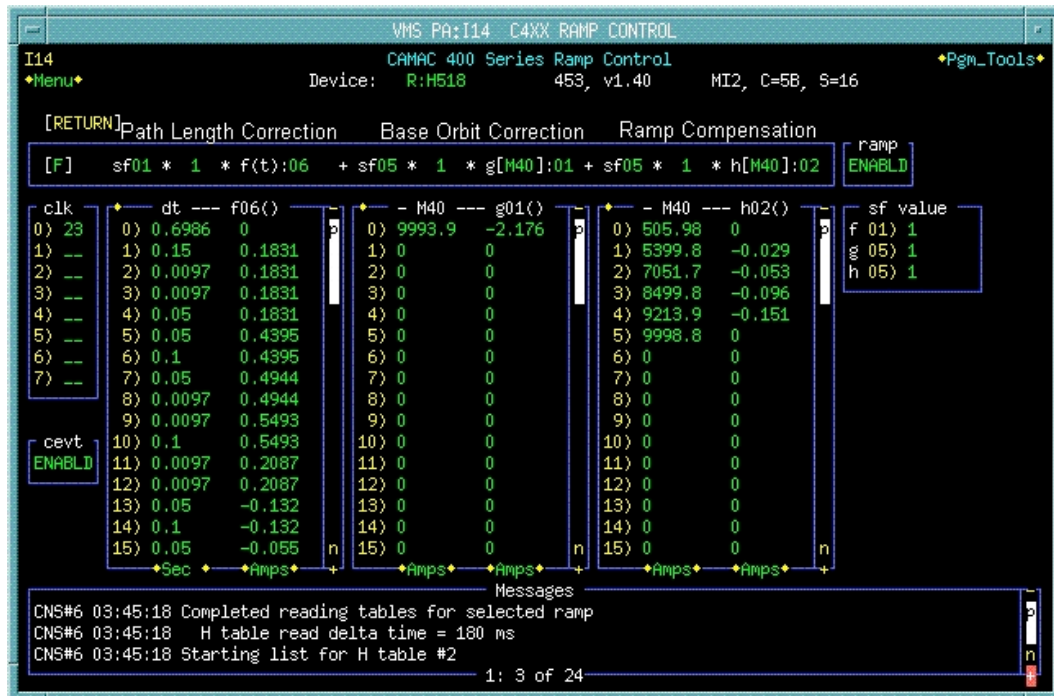 VMS PA:I14 C4XX RAMP CONTROL
I14 CAMAC 400 Series Ramp Control ◆Pgm_Tools◆
◆Menu◆ Device: R:H518 453, v1.40 MI2, C=5B, S=16
[RETURN] Path Length Correction Base Orbit Correction Ramp Compensation
ramp
[F] sf01 * 1 * f(t):06 + sf05 * 1 * g[M40]:01 + sf05 * 1 * h[M40]:02 ENABLD
clk ◆ dt --- f06() - ◆ - M40 --- g01() - ◆ - M40 --- h02() - sf value
0) 23 0) 0.6986 0 p 0) 9993.9 -2.176 p 0) 505.98 0 p f 01) 1
1) __ 1) 0.15 0.1831 1) 0 0 1) 5399.8 -0.029 g 05) 1
2) __ 2) 0.0097 0.1831 2) 0 0 2) 7051.7 -0.053 h 05) 1
3) __ 3) 0.0097 0.1831 3) 0 0 3) 8499.8 -0.096
4) __ 4) 0.05 0.1831 4) 0 0 4) 9213.9 -0.151
5) __ 5) 0.05 0.4395 5) 0 0 5) 9998.8 0
6) __ 6) 0.1 0.4395 6) 0 0 6) 0 0
7) __ 7) 0.05 0.4944 7) 0 0 7) 0 0
8) 0.0097 0.4944 8) 0 0 8) 0 0
9) 0.0097 0.5493 9) 0 0 9) 0 0
cevt 10) 0.1 0.5493 10) 0 0 10) 0 0
ENABLD 11) 0.0097 0.2087 11) 0 0 11) 0 0
12) 0.0097 0.2087 12) 0 0 12) 0 0
13) 0.05 -0.132 13) 0 0 13) 0 0
14) 0.1 -0.132 14) 0 0 14) 0 0
15) 0.05 -0.055 n 15) 0 0 n 15) 0 0 n
◆Sec ◆ ◆Amps◆ + ◆Amps◆ ◆Amps◆ + ◆Amps◆ ◆Amps◆ +
Messages -
CNS#6 03:45:18 Completed reading tables for selected ramp p
CNS#6 03:45:18 H table read delta time = 180 ms
CNS#6 03:45:18 Starting list for H table #2 n
1: 3 of 24 +